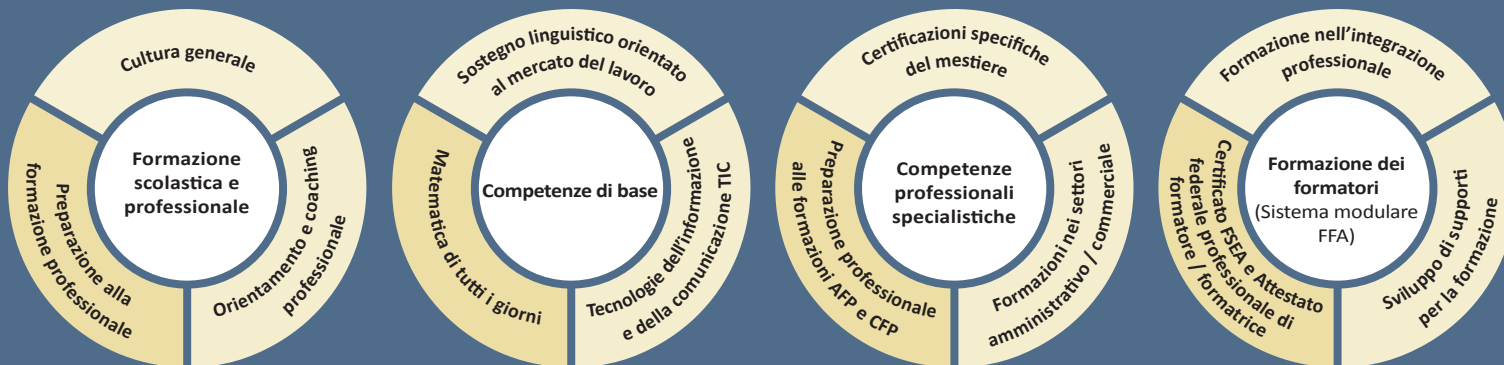 Cultura generale
Formazione
scolastica e
professionale
Preparazione alla
formazione professionale
Orientamento e coaching
professionale
Sostegno linguistico orientato
al mercato del lavoro
Competenze di base
Matematica di tutti i giorni
Tecnologie dell'informazione
e della comunicazione TIC
Certificazioni specifiche
del mestiere
Competenze
professionali
specialistiche
Preparazione professionale
alle formazioni AFP e CFP
Formazioni nei settori
amministrativo / commerciale
Formazione nell'integrazione
professionale
Formazione dei
formatori
(Sistema modulare
FFA)
Certificato FSEA e Attestato
federale professionale di
formatore / formatrice
Sviluppo di supporti
per la formazione